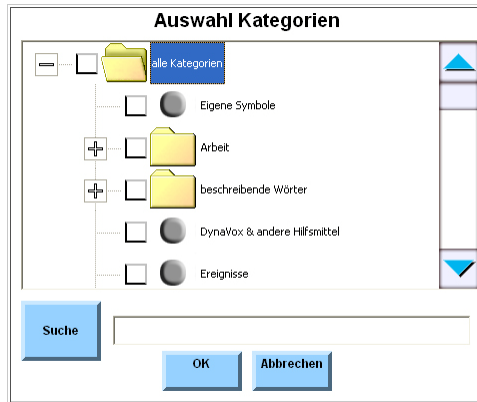 Auswahl Kategorien
alle Kategorien
Eigene Symbole
Arbeit
beschreibende Wörter
DynaVox & andere Hilfsmittel
Ereignisse
Suche
OK
Abbrechen